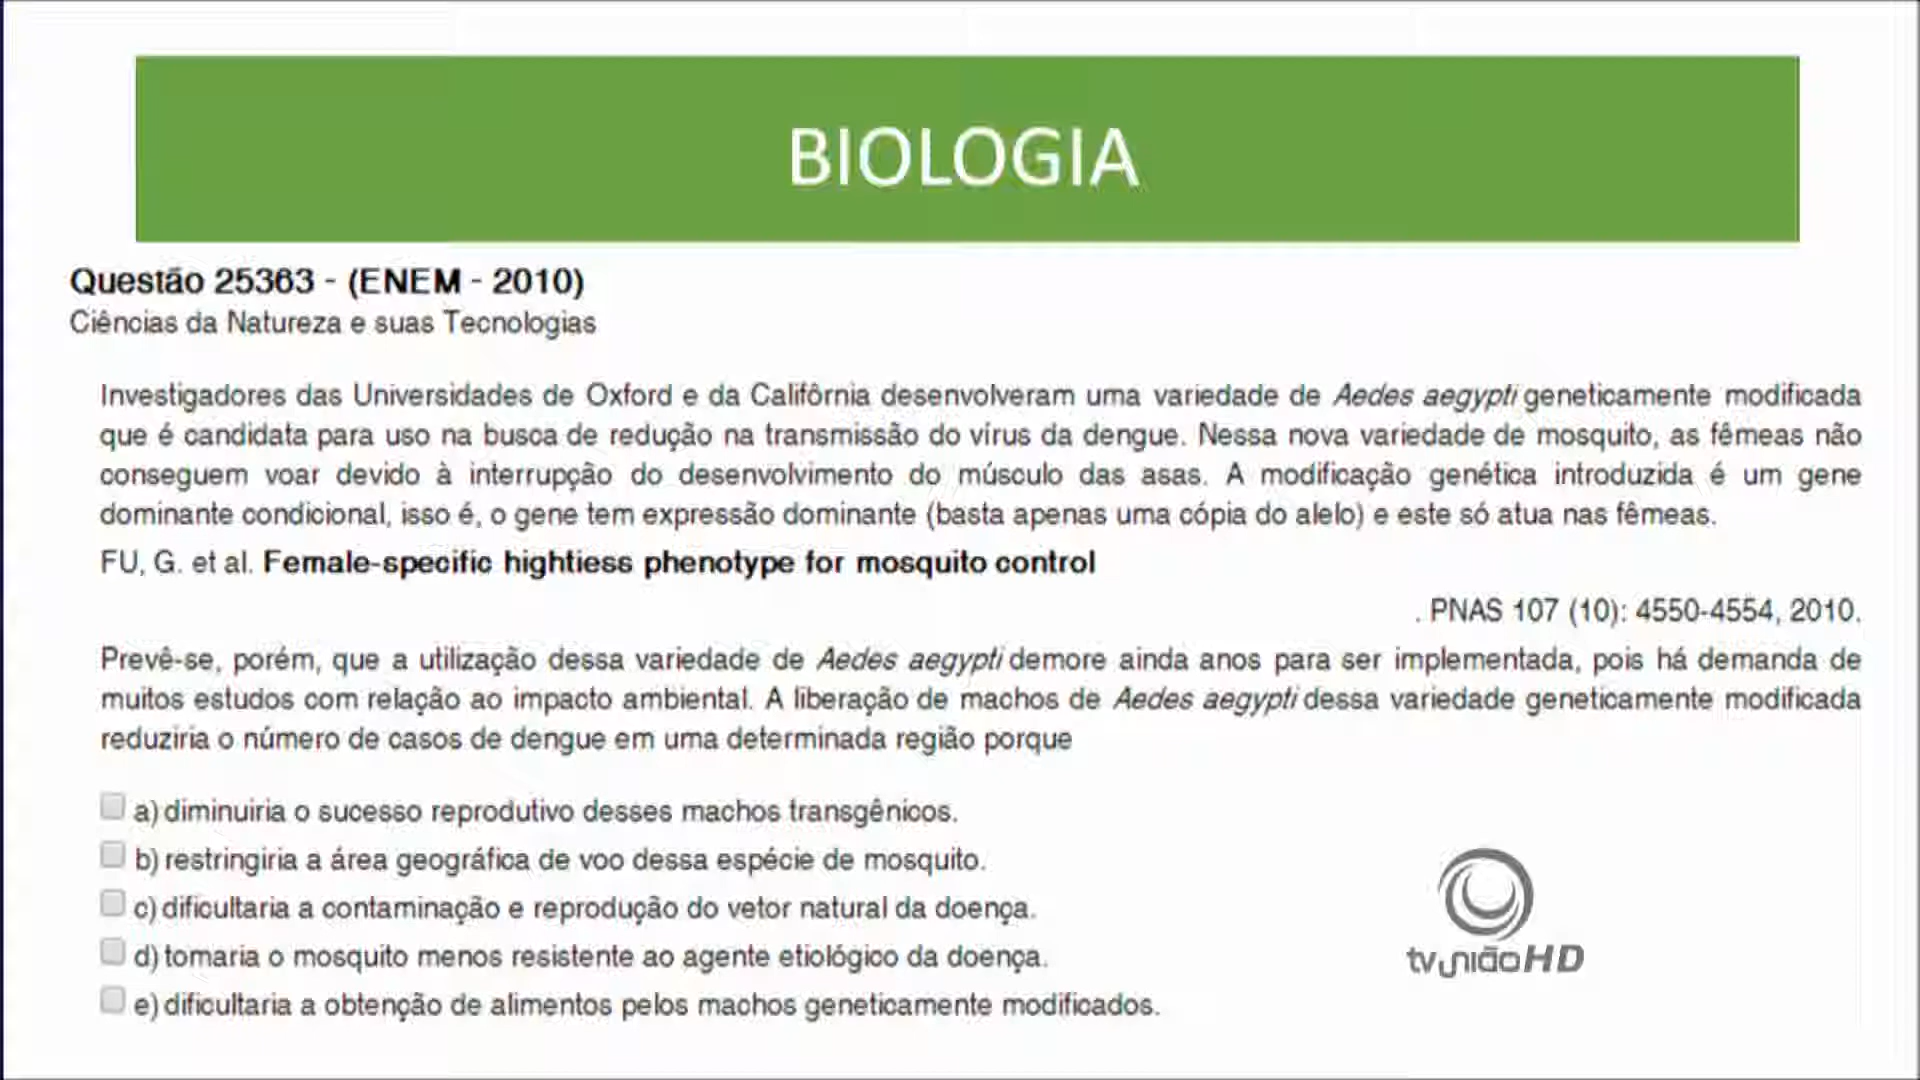 BIOLOGIA
Questão 25363 - (ENEM - 2010)
Ciências da Natureza e suas Tecnologias
Investigadores das Universidades de Oxford e da Califôrnia desenvolveram uma variedade de Aedes aegypti geneticamente modificada
que é candidata para uso na busca de redução na transmissão do vírus da dengue. Nessa nova variedade de mosquito, as fêmeas não
conseguem voar devido à interrupção do desenvolvimento do músculo das asas. A modificação genética introduzida é um gene
dominante condicional, isso é, o gene tem expressão dominante (basta apenas uma cópia do alelo) e este só atua nas fêmeas.
FU, G. et al. Female-specific hightiess phenotype for mosquito control
. PNAS 107 (10): 4550-4554, 2010.
Prevê-se, porém, que a utilização dessa variedade de Aedes aegypti demore ainda anos para ser implementada, pois há demanda de
muitos estudos com relação ao impacto ambiental. A liberação de machos de Aedes aegypti dessa variedade geneticamente modificada
reduziria o número de casos de dengue em uma determinada região porque
a) diminuiria o sucesso reprodutivo desses machos transgênicos.
b) restringiria a área geográfica de voo dessa espécie de mosquito.
c) dificultaria a contaminação e reprodução do vetor natural da doença.
d) tomaria o mosquito menos resistente ao agente etiológico da doença.
e) dificultaria a obtenção de alimentos pelos machos geneticamente modificados.
tvuniãoHD